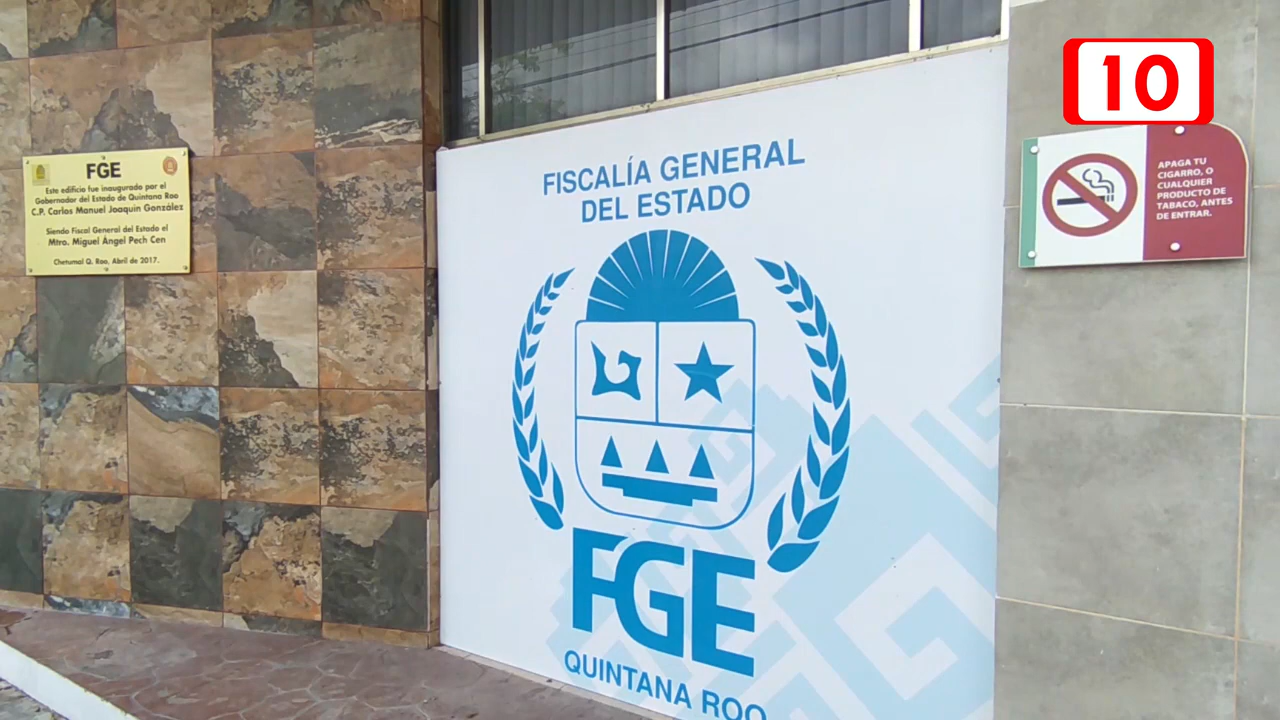 FGE
Este edificio fue inaugurado por el
Gobernador del Estado de Quintana Roo
C.P. Carlos Manuel Joaquín González
Siendo Fiscal General del Estado el
Mtro. Miguel Ángel Pech Cen
Chetumal Q. Roo, Abril de 2017.
FISCALÍA GENERAL
DEL ESTADO
FGE
QUINTANA ROO
10
APAGA TU
CIGARRO, O
CUALQUIER
PRODUCTO DE
TABACO, ANTES
DE ENTRAR.